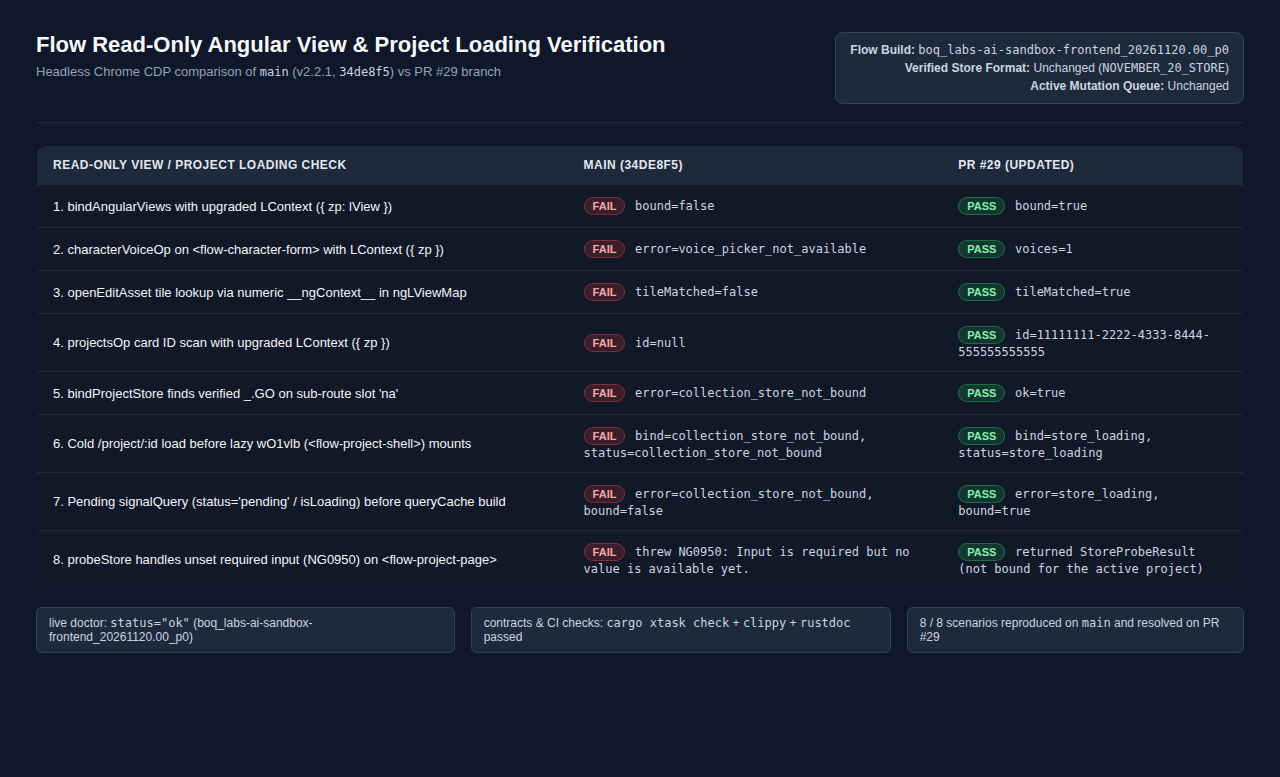 Flow Read-Only Angular View & Project Loading Verification
Headless Chrome CDP comparison of main (v2.2.1, 34de8f5) vs PR #29 branch
Flow Build: boq_labs-ai-sandbox-frontend_20261120.00_p0
Verified Store Format: Unchanged (NOVEMBER_20_STORE)
Active Mutation Queue: Unchanged
READ-ONLY VIEW / PROJECT LOADING CHECK MAIN (34DE8F5) PR #29 (UPDATED)
1. bindAngularViews with upgraded LContext ({ zp: lView }) FAIL bound=false PASS bound=true
2. characterVoiceOp on <flow-character-form> with LContext ({ zp }) FAIL error=voice_picker_not_available PASS voices=1
3. openEditAsset tile lookup via numeric __ngContext__ in ngLViewMap FAIL tileMatched=false PASS tileMatched=true
4. projectsOp card ID scan with upgraded LContext ({ zp }) FAIL id=null PASS id=11111111-2222-4333-8444-
555555555555
5. bindProjectStore finds verified _.GO on sub-route slot 'na' FAIL error=collection_store_not_bound PASS ok=true
6. Cold /project/:id load before lazy wO1vlb (<flow-project-shell>) mounts FAIL bind=collection_store_not_bound, PASS bind=store_loading,
status=collection_store_not_bound status=store_loading
7. Pending signalQuery (status='pending' / isLoading) before queryCache build FAIL error=collection_store_not_bound, PASS error=store_loading,
bound=false bound=true
8. probeStore handles unset required input (NG0950) on <flow-project-page> FAIL threw NG0950: Input is required but no PASS returned StoreProbeResult
value is available yet. (not bound for the active project)
live doctor: status="ok" (boq_labs-ai-sandbox-
frontend_20261120.00_p0)
contracts & CI checks: cargo xtask check + clippy + rustdoc
passed
8 / 8 scenarios reproduced on main and resolved on PR
#29